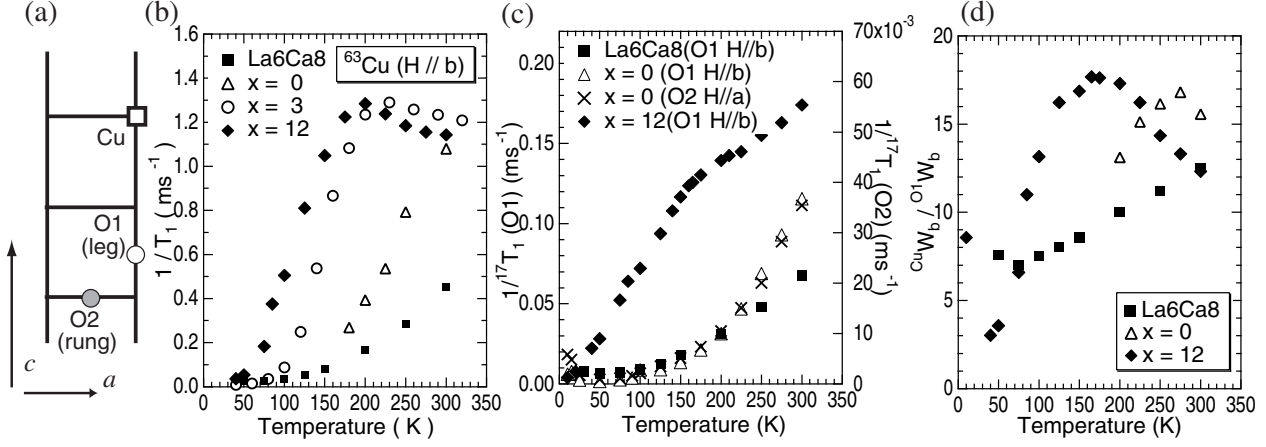 (a)
Cu
O1
(leg)
O2
(rung)
c
a
(b)
1.6
1.4
1.2
1.0
0.8
0.6
0.4
0.2
0.0
1/T1 (ms-1)
63Cu (H // b)
La6Ca8
x = 0
x = 3
x = 12
0 50 100 150 200 250 300 350
Temperature ( K )
(c)
0.20
0.15
0.10
0.05
0.00
1/17T1 (O1) (ms-1)
La6Ca8(O1 H//b)
x = 0 (O1 H//b)
x = 0 (O2 H//a)
x = 12(O1 H//b)
70x10-3
60
50
40
30
20
10
0
1/17T1 (O2) (ms-1)
0 50 100 150 200 250 300 350
Temperature (K)
(d)
20
15
10
5
0
CuWb / O1Wb
La6Ca8
x = 0
x = 12
0 50 100 150 200 250 300 350
Temperature (K)